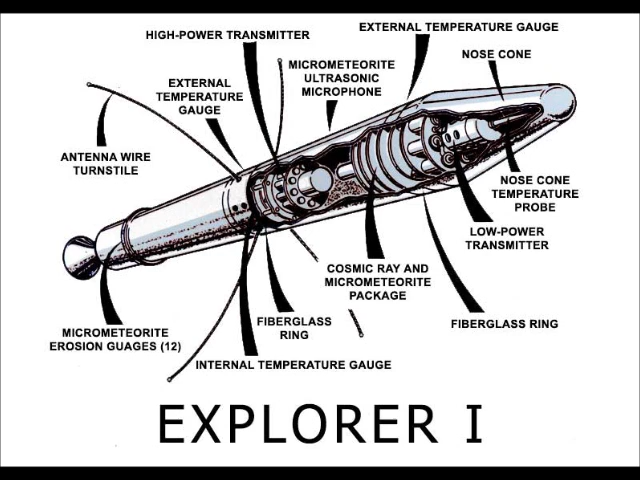 EXTERNAL TEMPERATURE GAUGE
HIGH-POWER TRANSMITTER
NOSE CONE
MICROMETEORITE
ULTRASONIC
MICROPHONE
EXTERNAL
TEMPERATURE
GAUGE
ANTENNA WIRE
TURNSTILE
NOSE CONE
TEMPERATURE
PROBE
LOW-POWER
TRANSMITTER
COSMIC RAY AND
MICROMETEORITE
PACKAGE
FIBERGLASS
RING
FIBERGLASS RING
MICROMETEORITE
EROSION GUAGES (12)
INTERNAL TEMPERATURE GAUGE
EXPLORER I